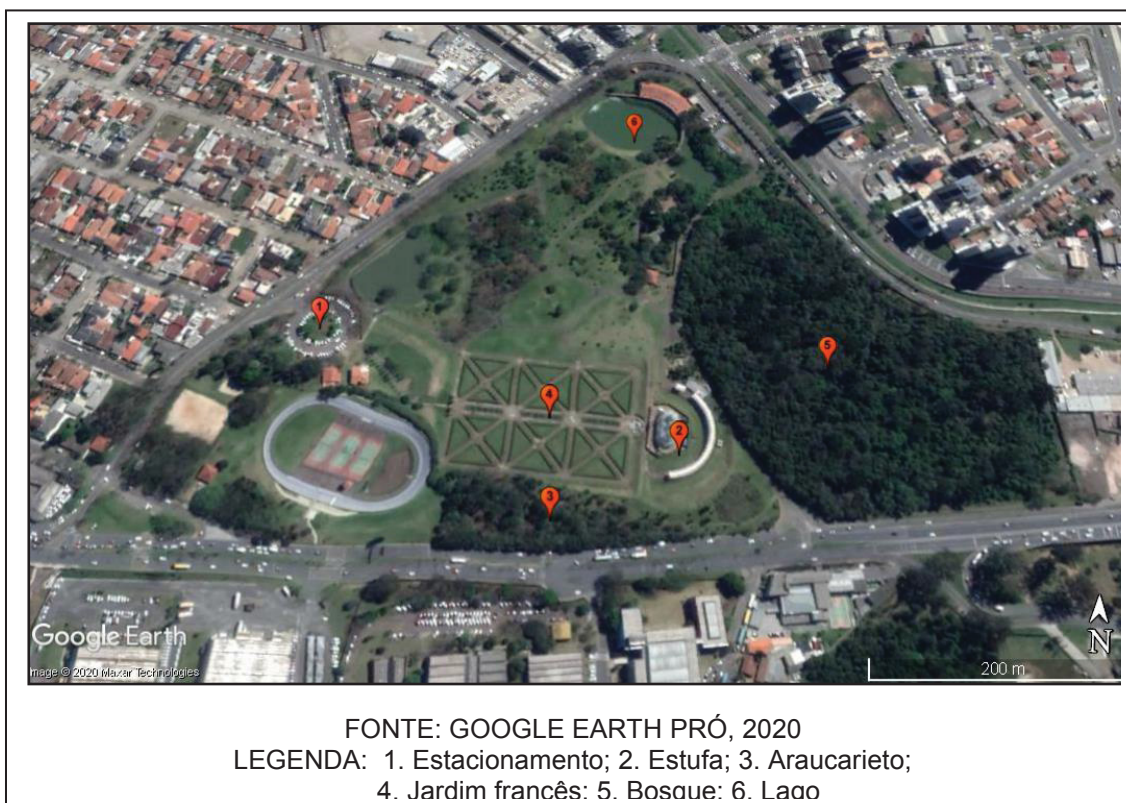 1
2
3
4
5
6
Google Earth
Image © 2020 Maxar Technologies
200 m
N
FONTE: GOOGLE EARTH PRÓ, 2020
LEGENDA: 1. Estacionamento; 2. Estufa; 3. Araucarieto;
4. Jardim francês; 5. Bosque; 6. Lago